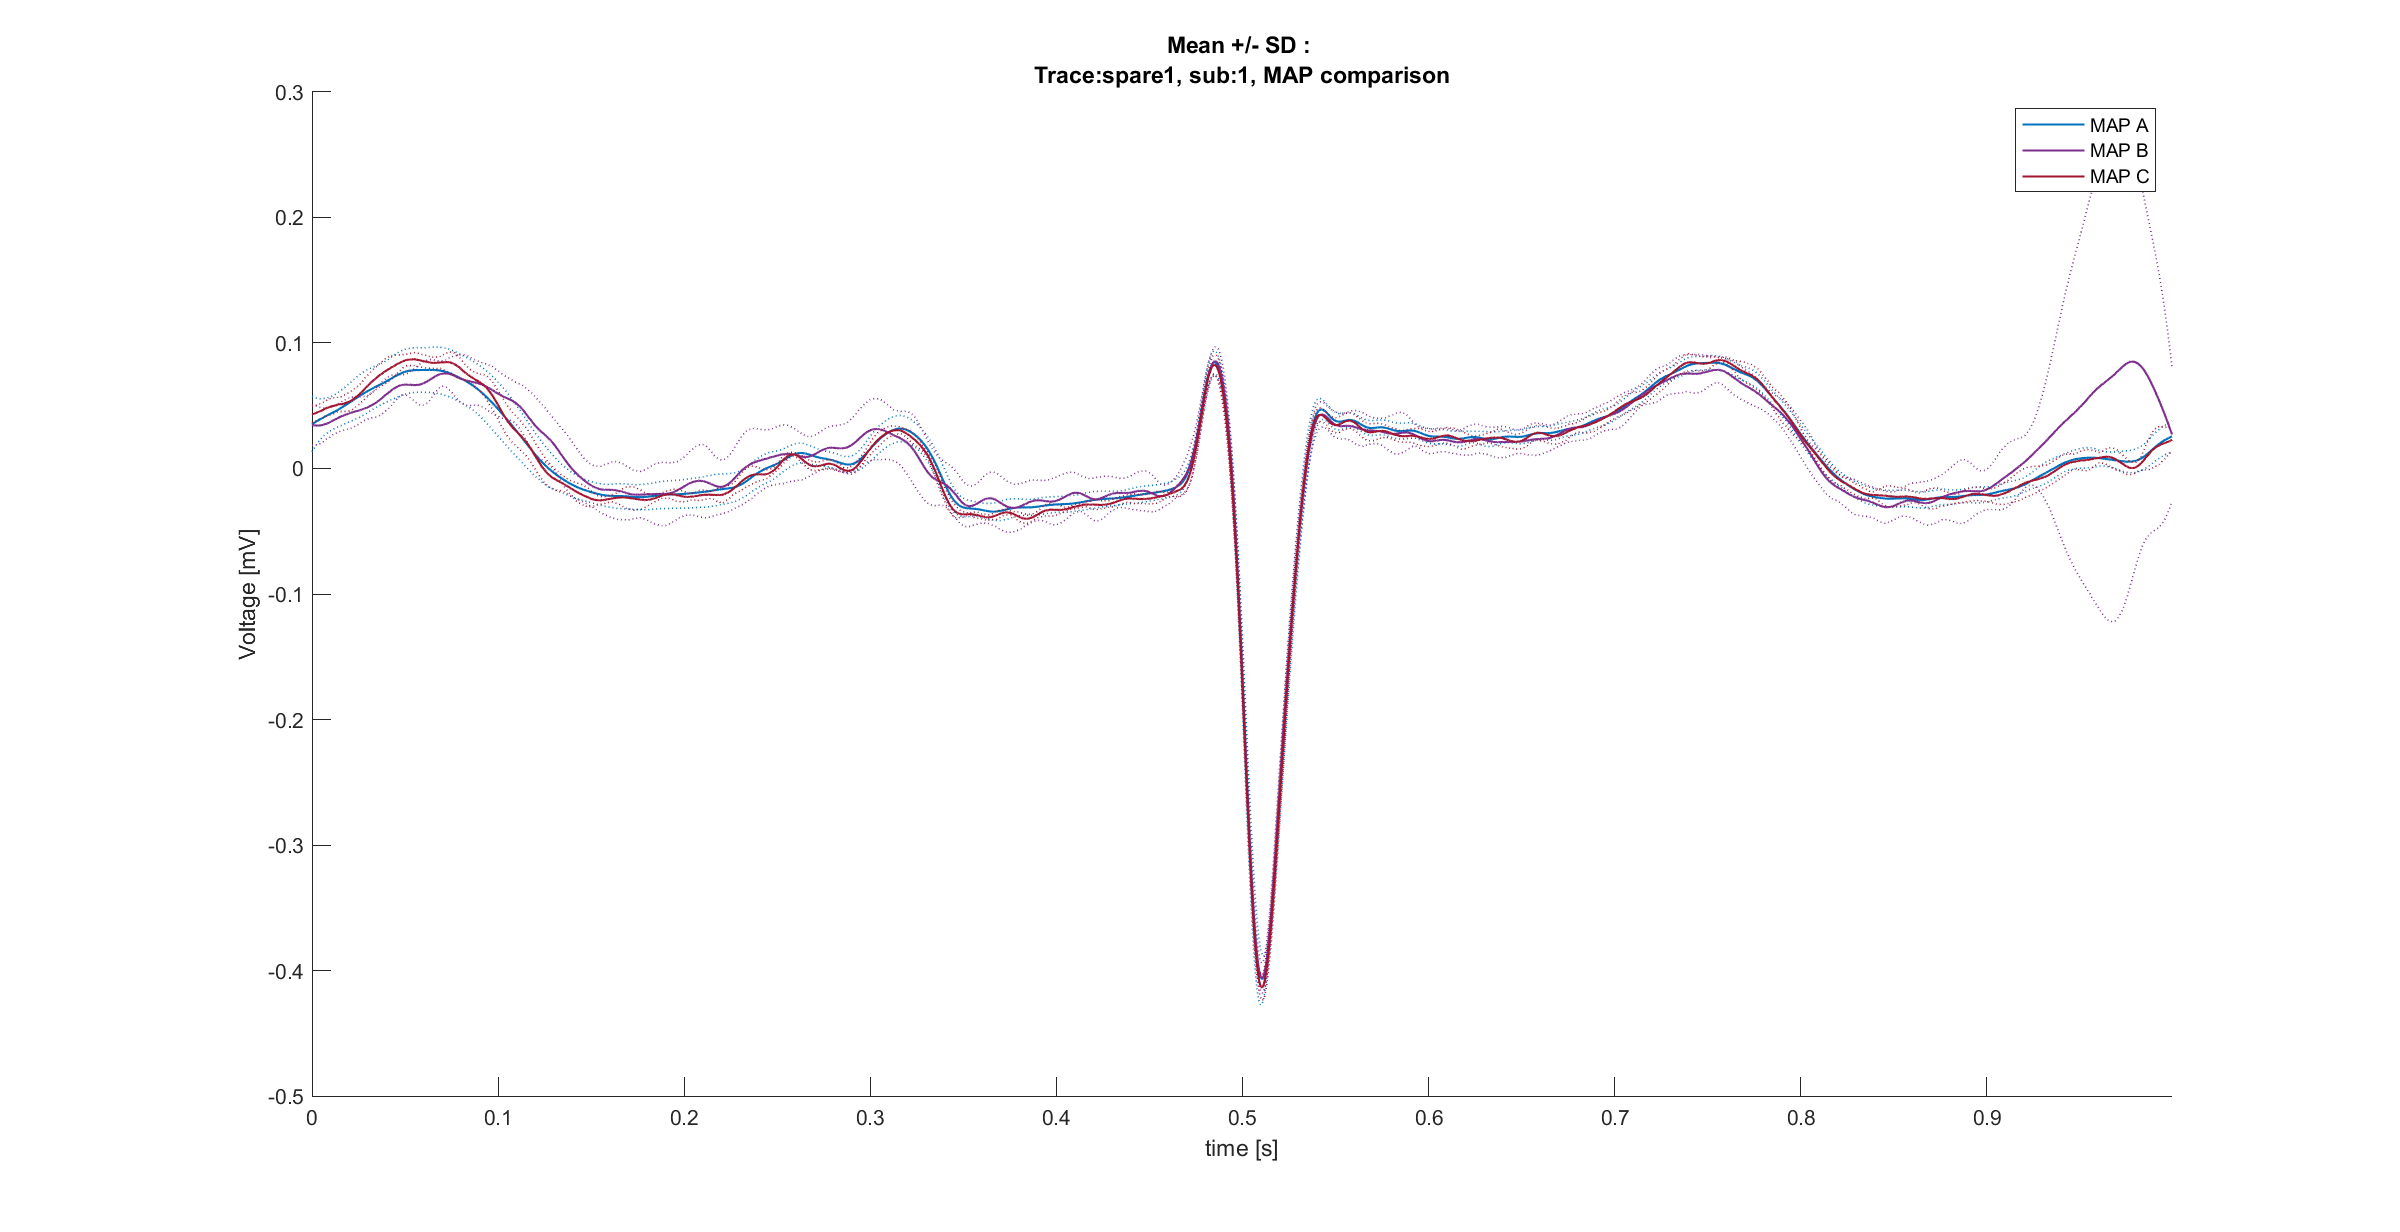 Mean +/- SD :
Trace:spare1, sub:1, MAP comparison
0.3
0.2
0.1
0
-0.1
-0.2
-0.3
-0.4
-0.5
Voltage [mV]
MAP A
MAP B
MAP C
0 0.1 0.2 0.3 0.4 0.5 0.6 0.7 0.8 0.9
time [s]